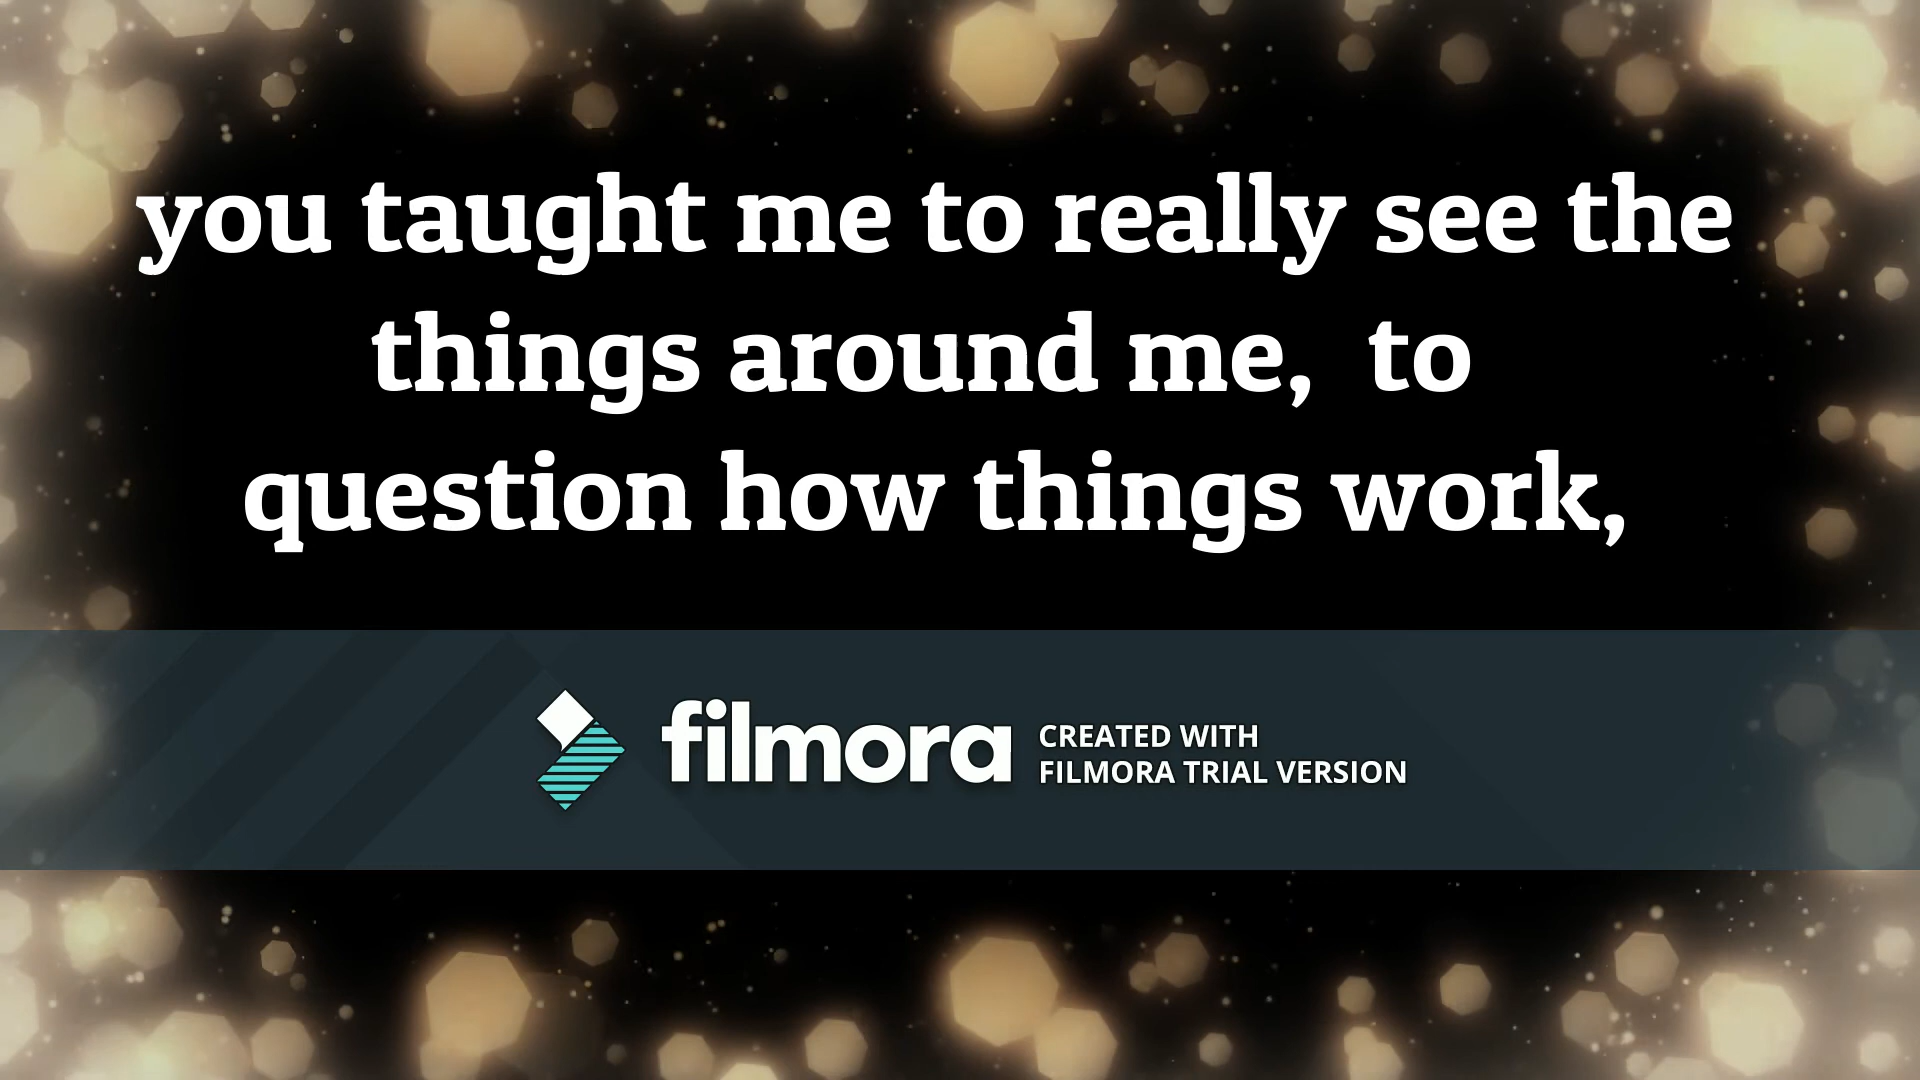 you taught me to really see the
things around me,  to
question how things work,
filmora
CREATED WITH
FILMORA TRIAL VERSION